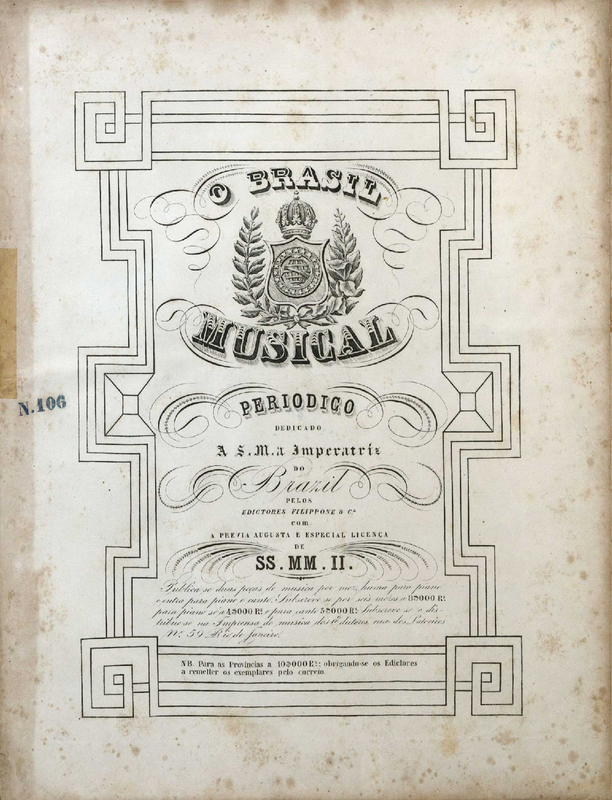 O BRASIL
MUSICAL
N.106
PERIODICO
DEDICADO
A S.M. a Imperatriz
DO
Brazil
PELOS
EDICTORES FILIPPONE & Cª
com
A PREVIA AUGUSTA E ESPECIAL LICENÇA
DE
SS. MM. II.
Publica se duas peças de musica por mez, huma para piano
e outra para piano e canto. Subscreve se por seis mezes a 8$000 Rs
para piano só a 4$000 Rs e para canto 5$000 Rs Subscreve se e dis-
tribue se na Imprensa de musica dos Edictores, rua dos Latoeiros
Nº 59 Rio de Janeiro.
NB. Para as Provincias a 10$000 Rs: obrigando-se os Edictores
a remetter os exemplares pelo correio.